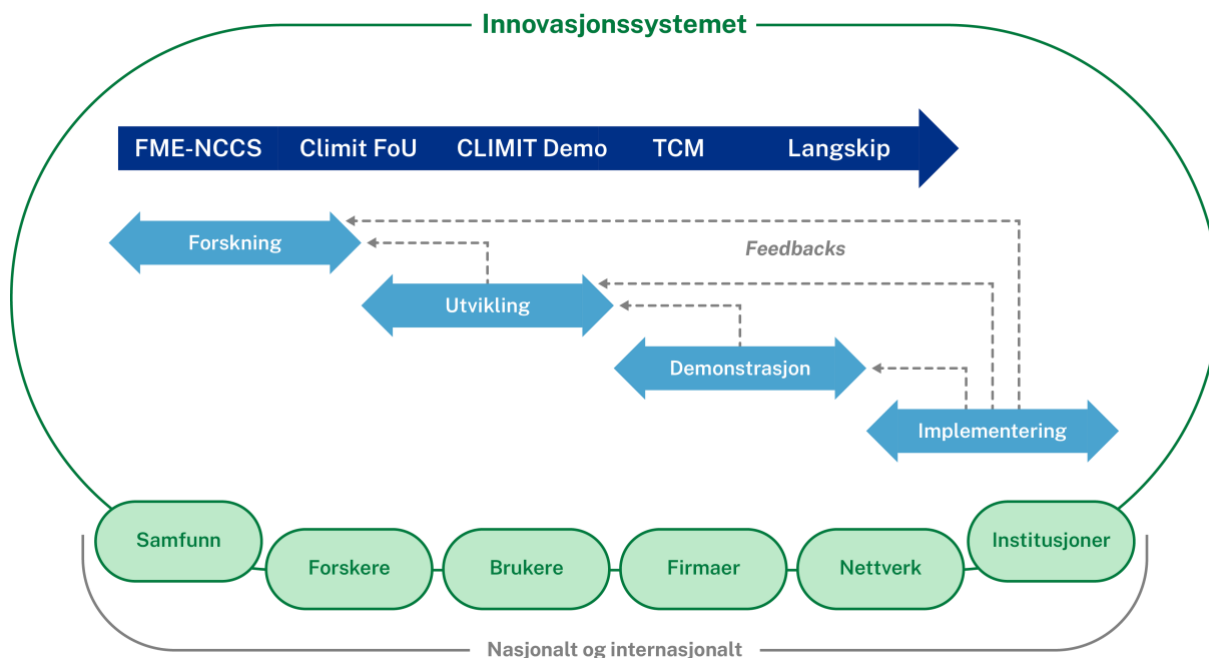 Innovasjonssystemet
FME-NCCS Climit FoU CLIMIT Demo TCM Langskip
Forskning
Feedbacks
Utvikling
Demonstrasjon
Implementering
Samfunn
Forskere
Brukere
Firmaer
Nettverk
Institusjoner
Nasjonalt og internasjonalt